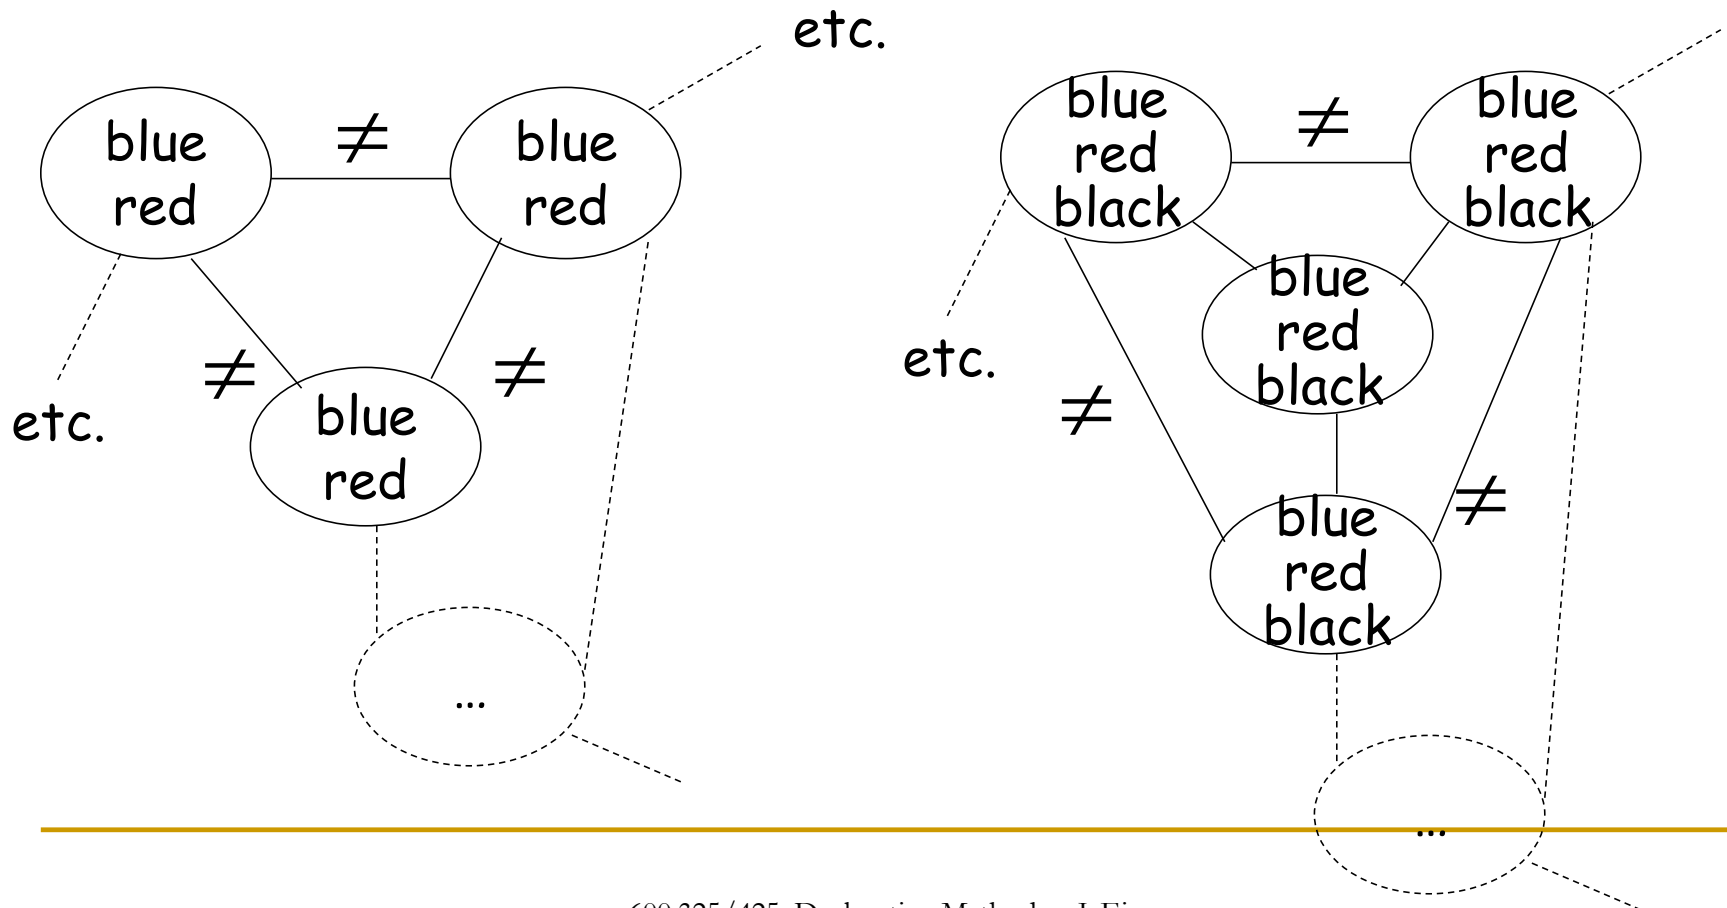 etc.
blue
red
≠
blue
red
≠
≠
blue
red
etc.
...
blue
red
black
≠
blue
red
black
blue
red
black
etc.
≠
≠
blue
red
black
...